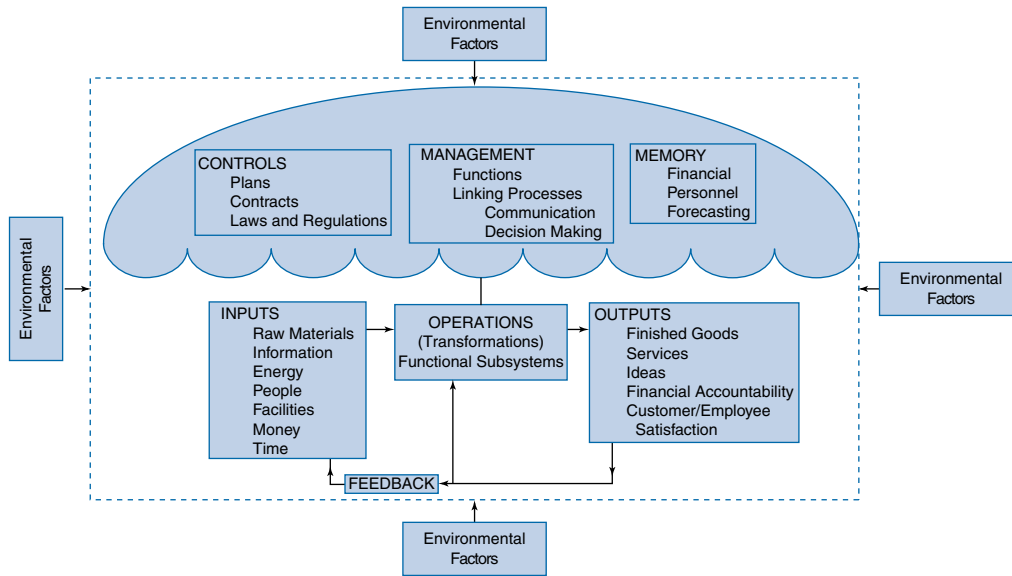 Environmental
Factors
CONTROLS
Plans
Contracts
Laws and Regulations
MANAGEMENT
Functions
Linking Processes
Communication
Decision Making
MEMORY
Financial
Personnel
Forecasting
Environmental
Factors
Environmental
Factors
INPUTS
Raw Materials
Information
Energy
People
Facilities
Money
Time
OPERATIONS
(Transformations)
Functional Subsystems
OUTPUTS
Finished Goods
Services
Ideas
Financial Accountability
Customer/Employee
Satisfaction
FEEDBACK
Environmental
Factors